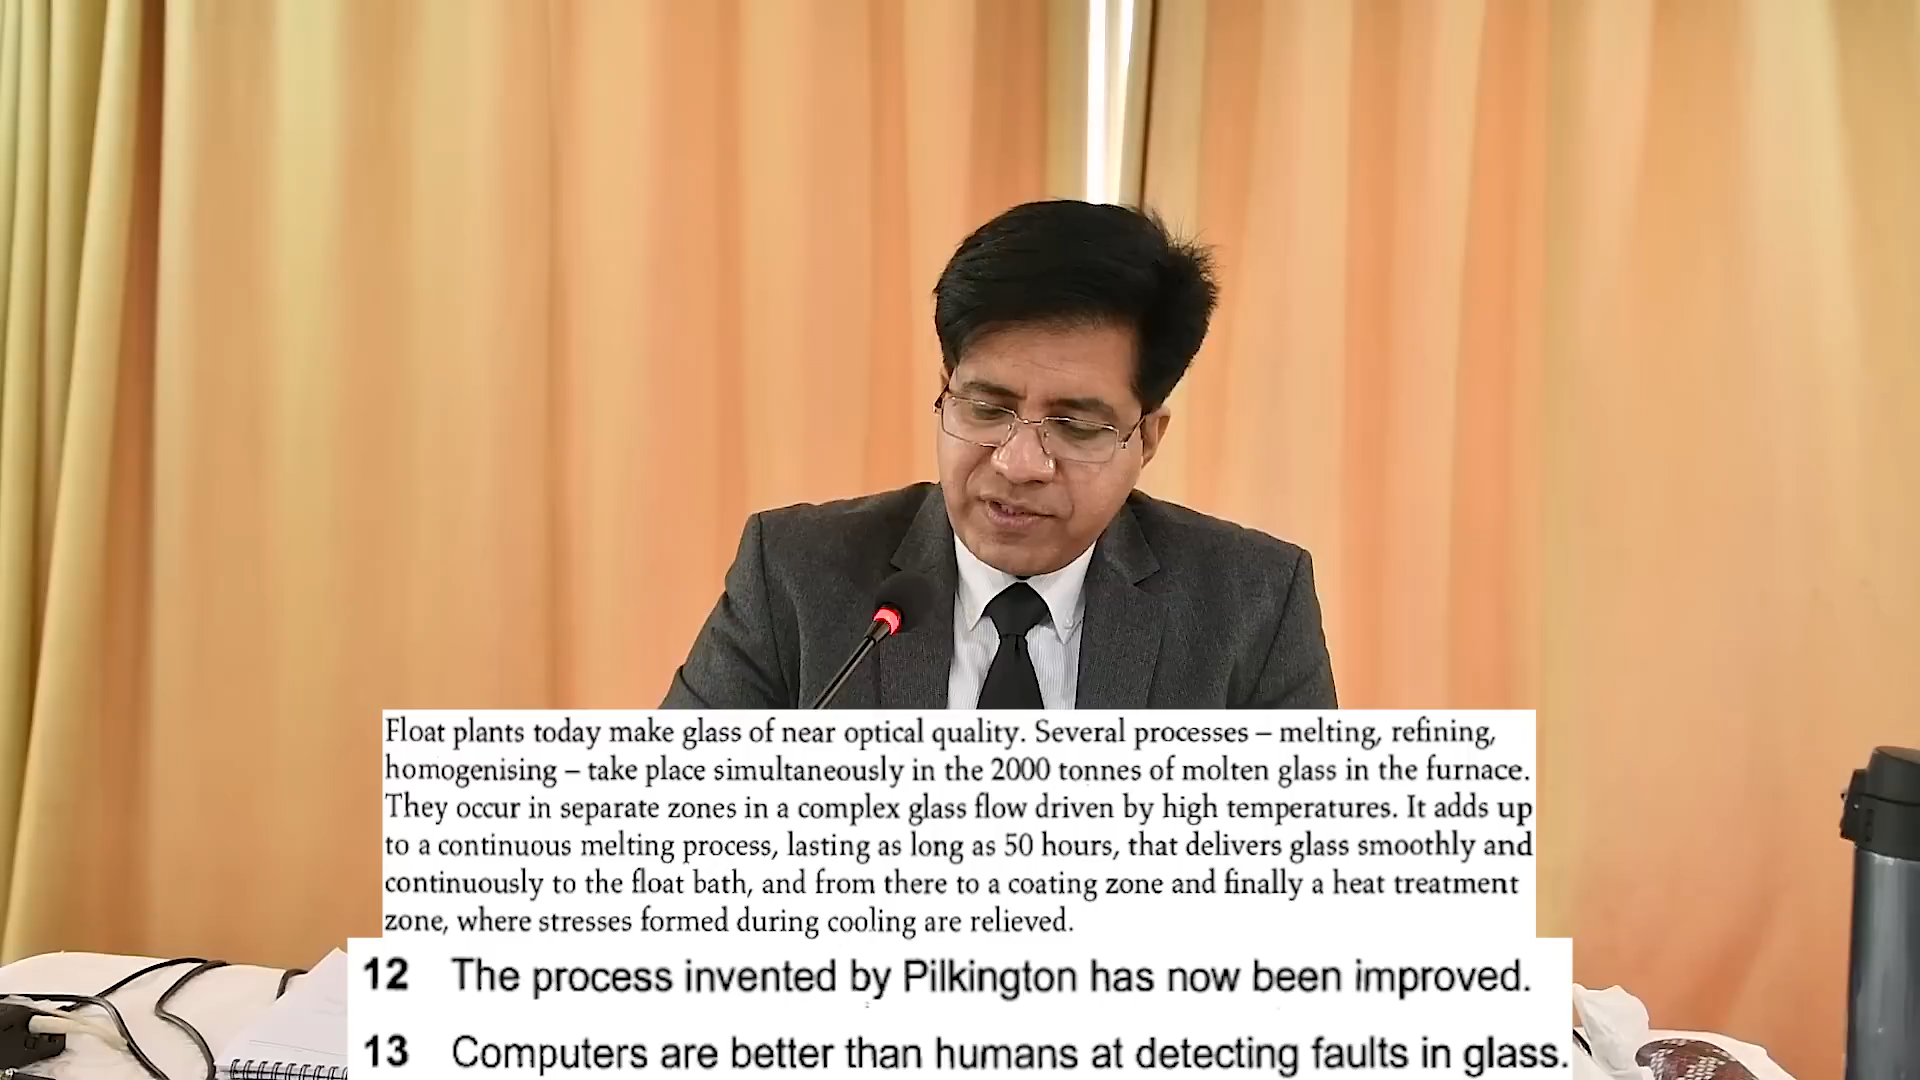 Float plants today make glass of near optical quality. Several processes – melting, refining,
homogenising – take place simultaneously in the 2000 tonnes of molten glass in the furnace.
They occur in separate zones in a complex glass flow driven by high temperatures. It adds up
to a continuous melting process, lasting as long as 50 hours, that delivers glass smoothly and
continuously to the float bath, and from there to a coating zone and finally a heat treatment
zone, where stresses formed during cooling are relieved.
12 The process invented by Pilkington has now been improved.
13 Computers are better than humans at detecting faults in glass.